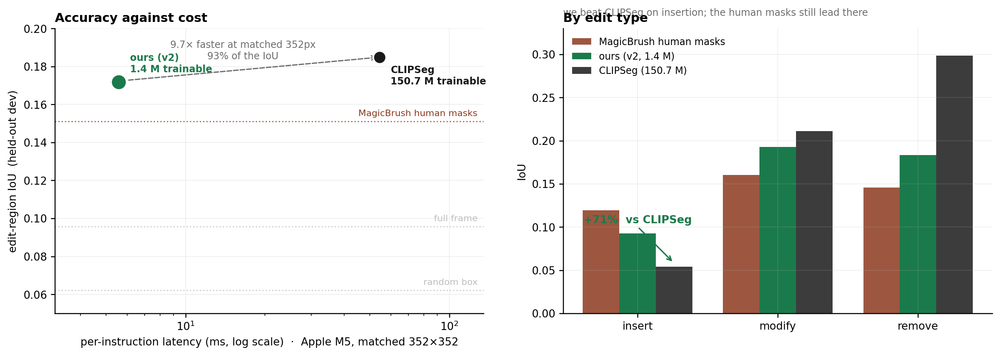 Accuracy against cost
0.20
0.18
0.16
0.14
0.12
0.10
0.08
0.06
edit-region IoU (held-out dev)
9.7× faster at matched 352px
93% of the IoU
ours (v2)
1.4 M trainable
CLIPSeg
150.7 M trainable
MagicBrush human masks
full frame
random box
10¹
10²
per-instruction latency (ms, log scale) · Apple M5, matched 352×352
we beat CLIPSeg on insertion; the human masks still lead there
By edit type
MagicBrush human masks
ours (v2, 1.4 M)
CLIPSeg (150.7 M)
0.30
0.25
0.20
0.15
0.10
0.05
0.00
IoU
+71% vs CLIPSeg
insert
modify
remove